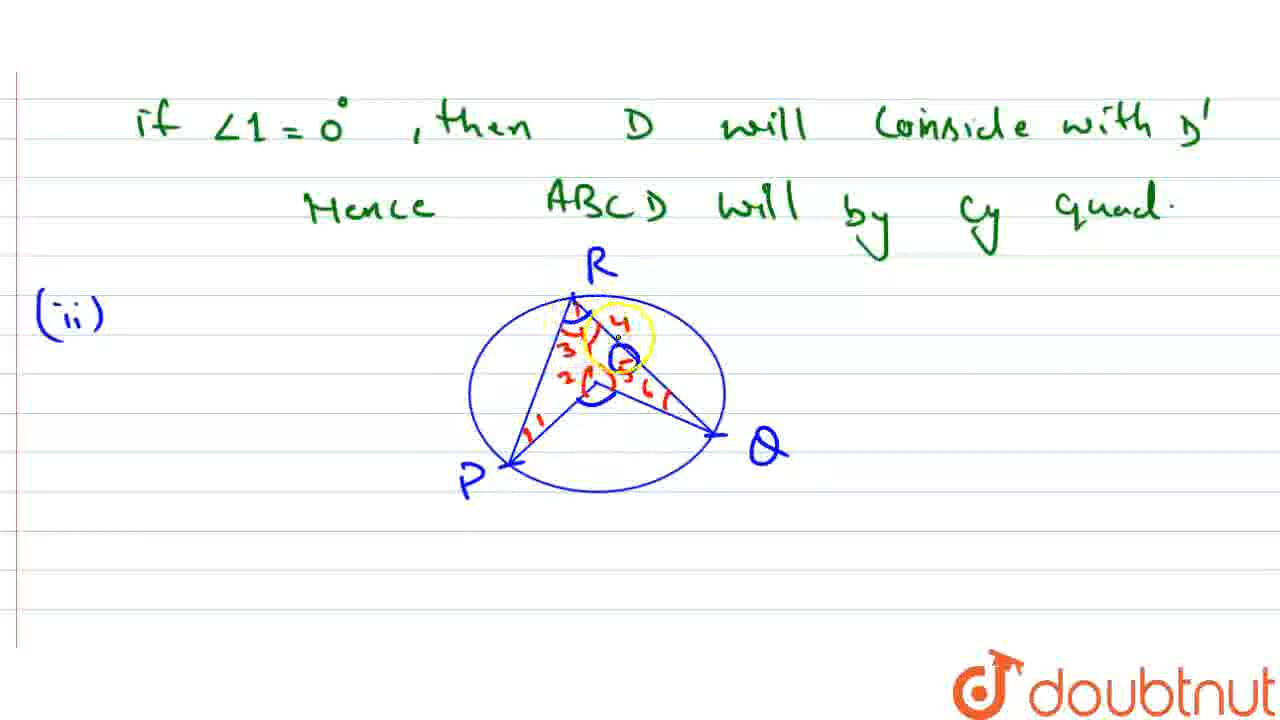 if ∠1 = 0°, then D will Coinside with D'
Hence ABCD will by Cy quad.
(ii)
R
1 4
3
2 5 6
1
P Q
doubtnut